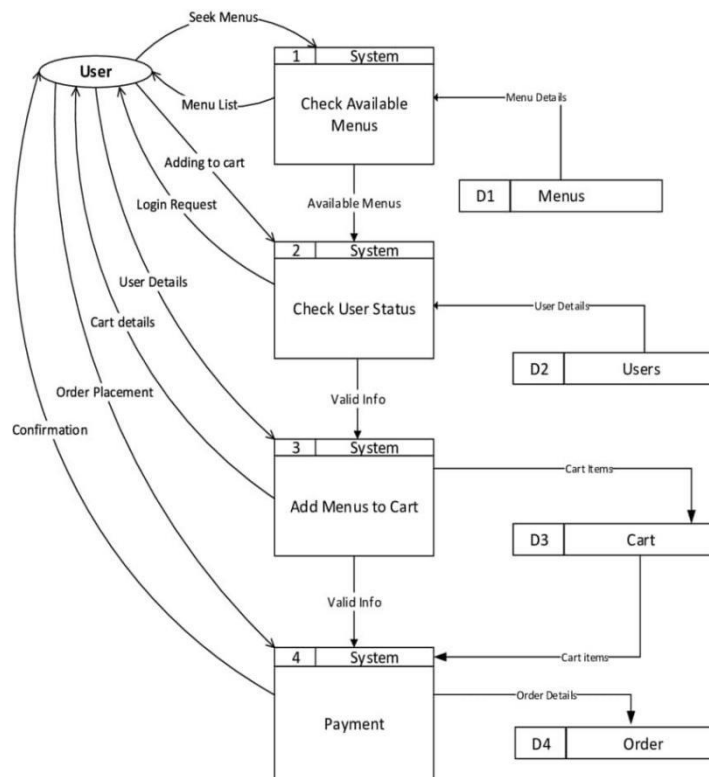 Seek Menus
1 System
User
Menu List
Check Available
Menus
Menu Details
Adding to cart
D1 Menus
Login Request
Available Menus
2 System
User Details
Check User Status
User Details
Cart details
D2 Users
Order Placement
Valid Info
Confirmation
3 System
Cart Items
Add Menus to Cart
D3 Cart
Valid Info
4 System
Cart items
Order Details
Payment
D4 Order